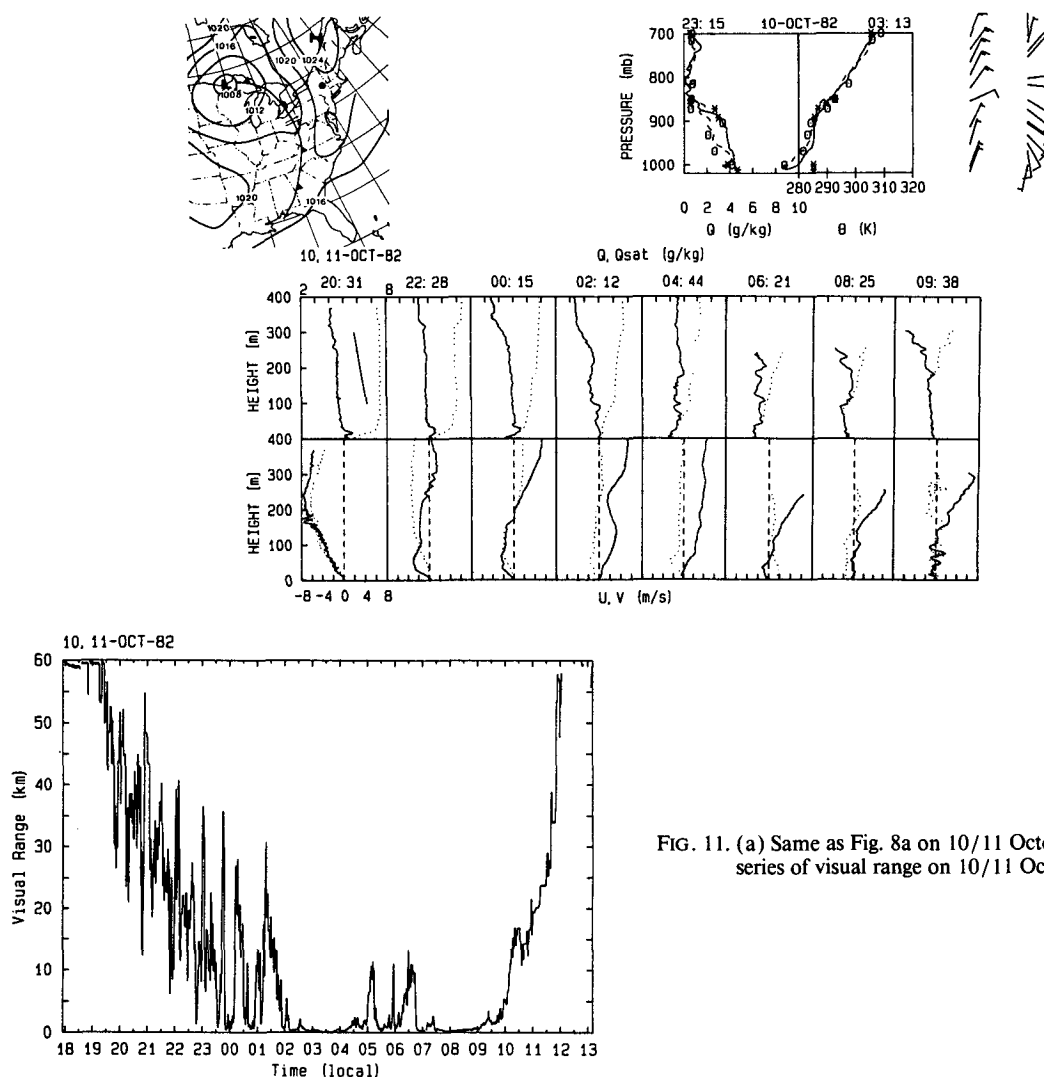 1020
1016
1020
1024
H
1008
1012
1020
1016
23:15 10-OCT-82 03:13
700
800
900
1000
PRESSURE (mb)
280 290 300 310 320
0 2 4 6 8 10
Q (g/kg) θ (K)
10, 11-OCT-82 Q, Qsat (g/kg)
2 20:31 8 22:28 00:15 02:12 04:44 06:21 08:25 09:38
400
300
200
100
HEIGHT (m)
400
300
200
100
0
HEIGHT (m)
-8 -4 0 4 8 U, V (m/s)
10, 11-OCT-82
60
50
40
30
20
10
0
Visual Range (km)
18 19 20 21 22 23 00 01 02 03 04 05 06 07 08 09 10 11 12 13
Time (local)
FIG. 11. (a) Same as Fig. 8a on 10/11 Octo
series of visual range on 10/11 Oc